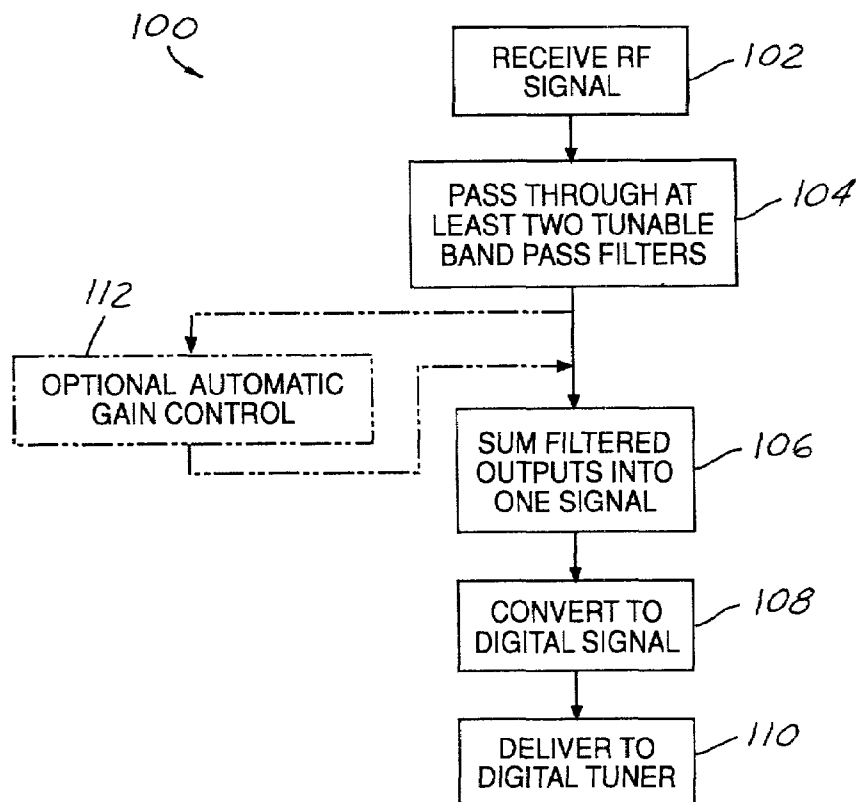 100
RECEIVE RF
SIGNAL
102
PASS THROUGH AT
LEAST TWO TUNABLE
BAND PASS FILTERS
104
112
OPTIONAL AUTOMATIC
GAIN CONTROL
SUM FILTERED
OUTPUTS INTO
ONE SIGNAL
106
CONVERT TO
DIGITAL SIGNAL
108
DELIVER TO
DIGITAL TUNER
110